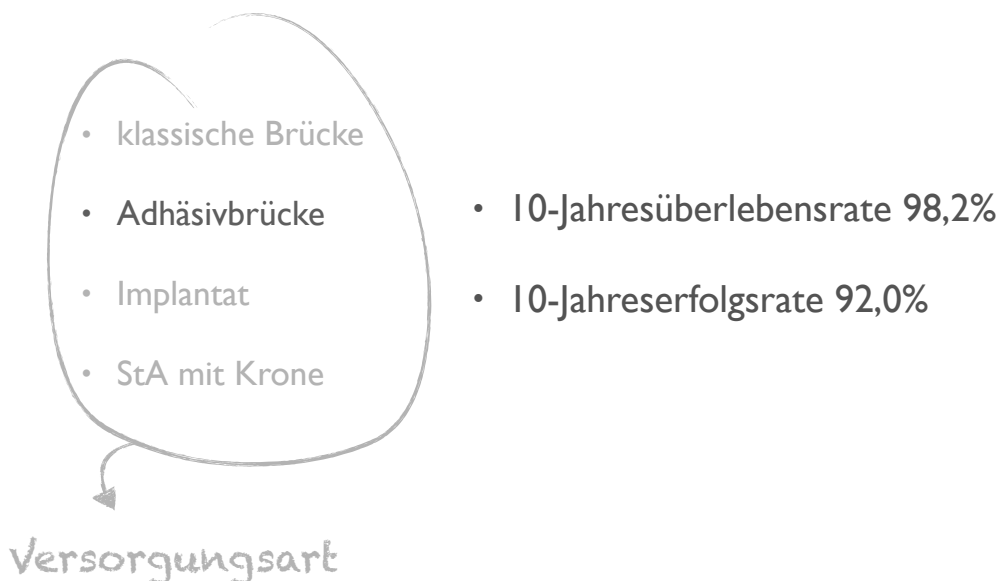 • klassische Brücke
• Adhäsivbrücke
• Implantat
• StA mit Krone
• 10-Jahresüberlebensrate 98,2%
• 10-Jahreserfolgsrate 92,0%
Versorgungsart